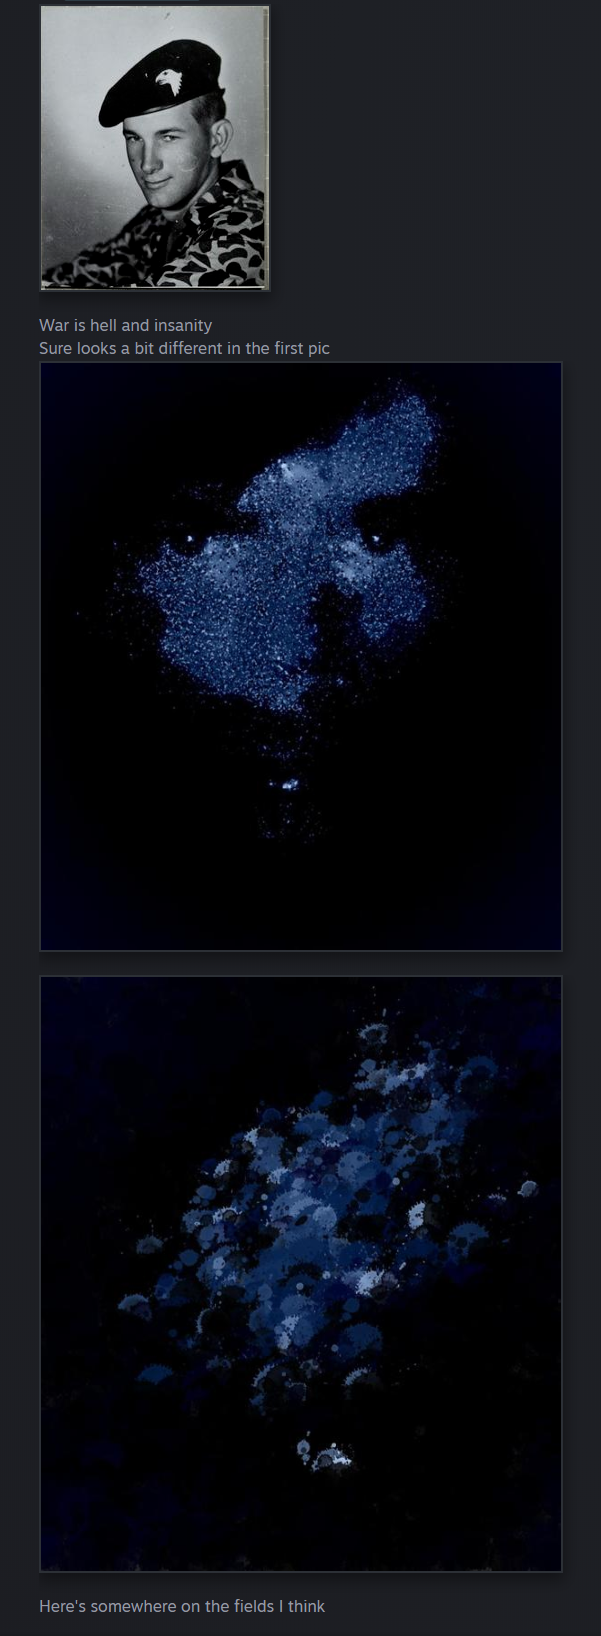 War is hell and insanity
Sure looks a bit different in the first pic
Here's somewhere on the fields I think